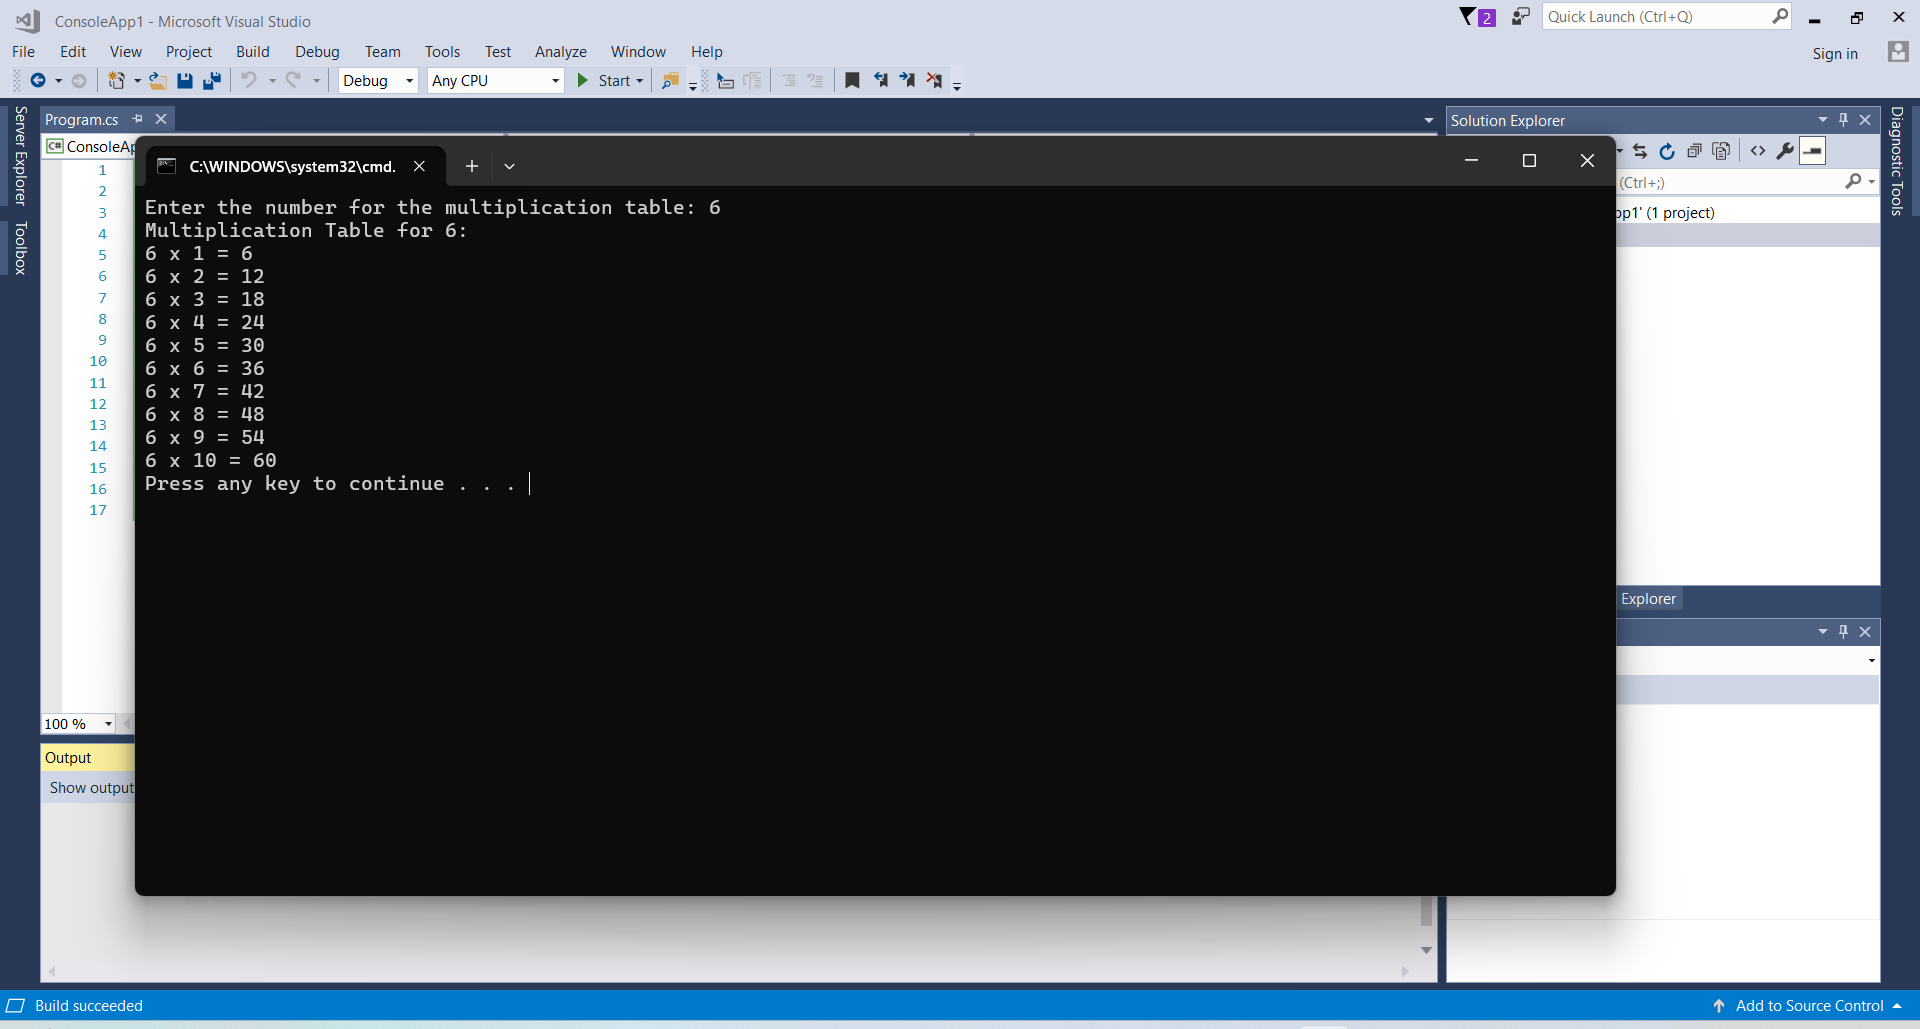 ConsoleApp1 - Microsoft Visual Studio
2
Quick Launch (Ctrl+Q)
File Edit View Project Build Debug Team Tools Test Analyze Window Help
Sign in
Debug Any CPU Start
Server Explorer
Toolbox
Program.cs
C# ConsoleAp
1
2
3
4
5
6
7
8
9
10
11
12
13
14
15
16
17
100 %
Output
Show output
C:\WINDOWS\system32\cmd.
Enter the number for the multiplication table: 6
Multiplication Table for 6:
6 x 1 = 6
6 x 2 = 12
6 x 3 = 18
6 x 4 = 24
6 x 5 = 30
6 x 6 = 36
6 x 7 = 42
6 x 8 = 48
6 x 9 = 54
6 x 10 = 60
Press any key to continue . . .
Solution Explorer
(Ctrl+;)
pp1' (1 project)
Explorer
Diagnostic Tools
Build succeeded
Add to Source Control